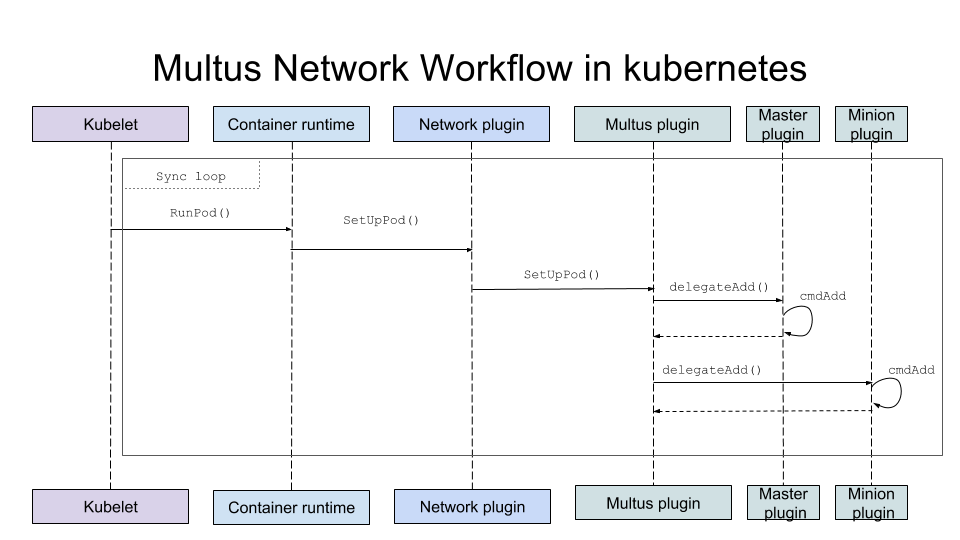 Multus Network Workflow in kubernetes
Kubelet
Container runtime
Network plugin
Multus plugin
Master
plugin
Minion
plugin
Sync loop
RunPod()
SetUpPod()
SetUpPod()
delegateAdd()
cmdAdd
delegateAdd()
cmdAdd
Kubelet
Container runtime
Network plugin
Multus plugin
Master
plugin
Minion
plugin